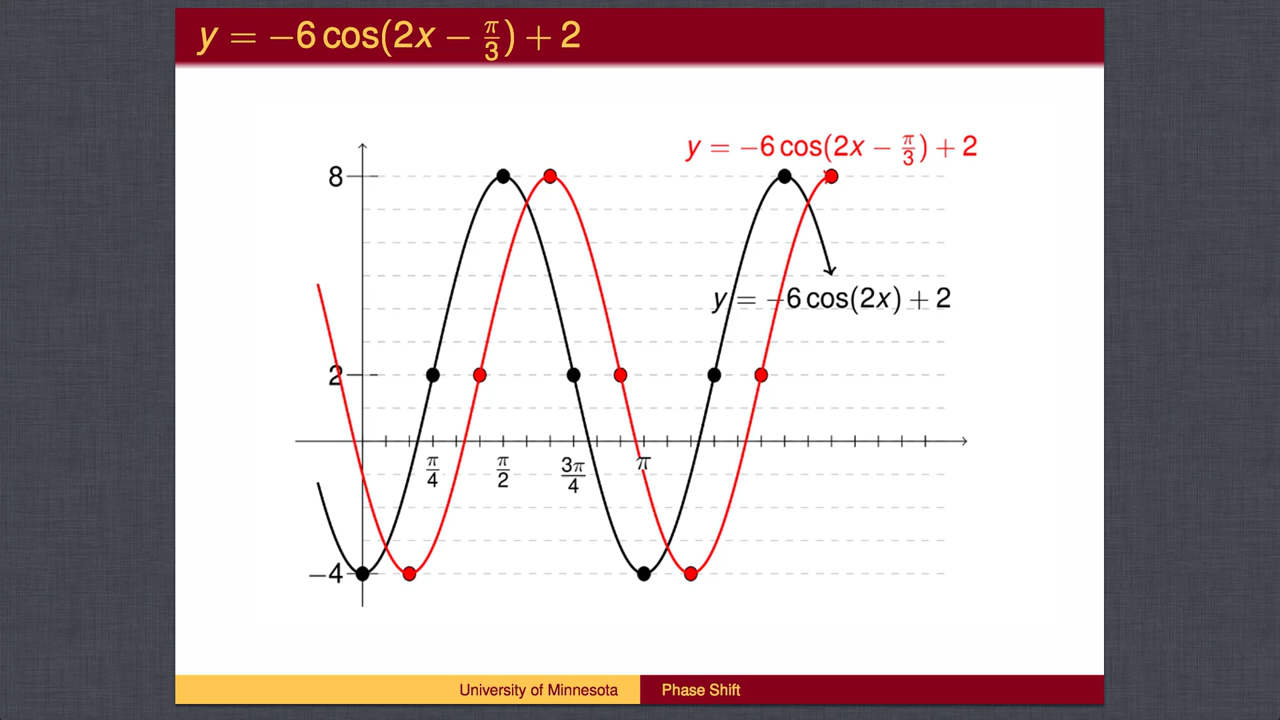 y = −6 cos(2x − π/3) + 2
y = −6 cos(2x − π/3) + 2
8
y = −6 cos(2x) + 2
2
π/4 π/2 3π/4 π
−4
University of Minnesota Phase Shift